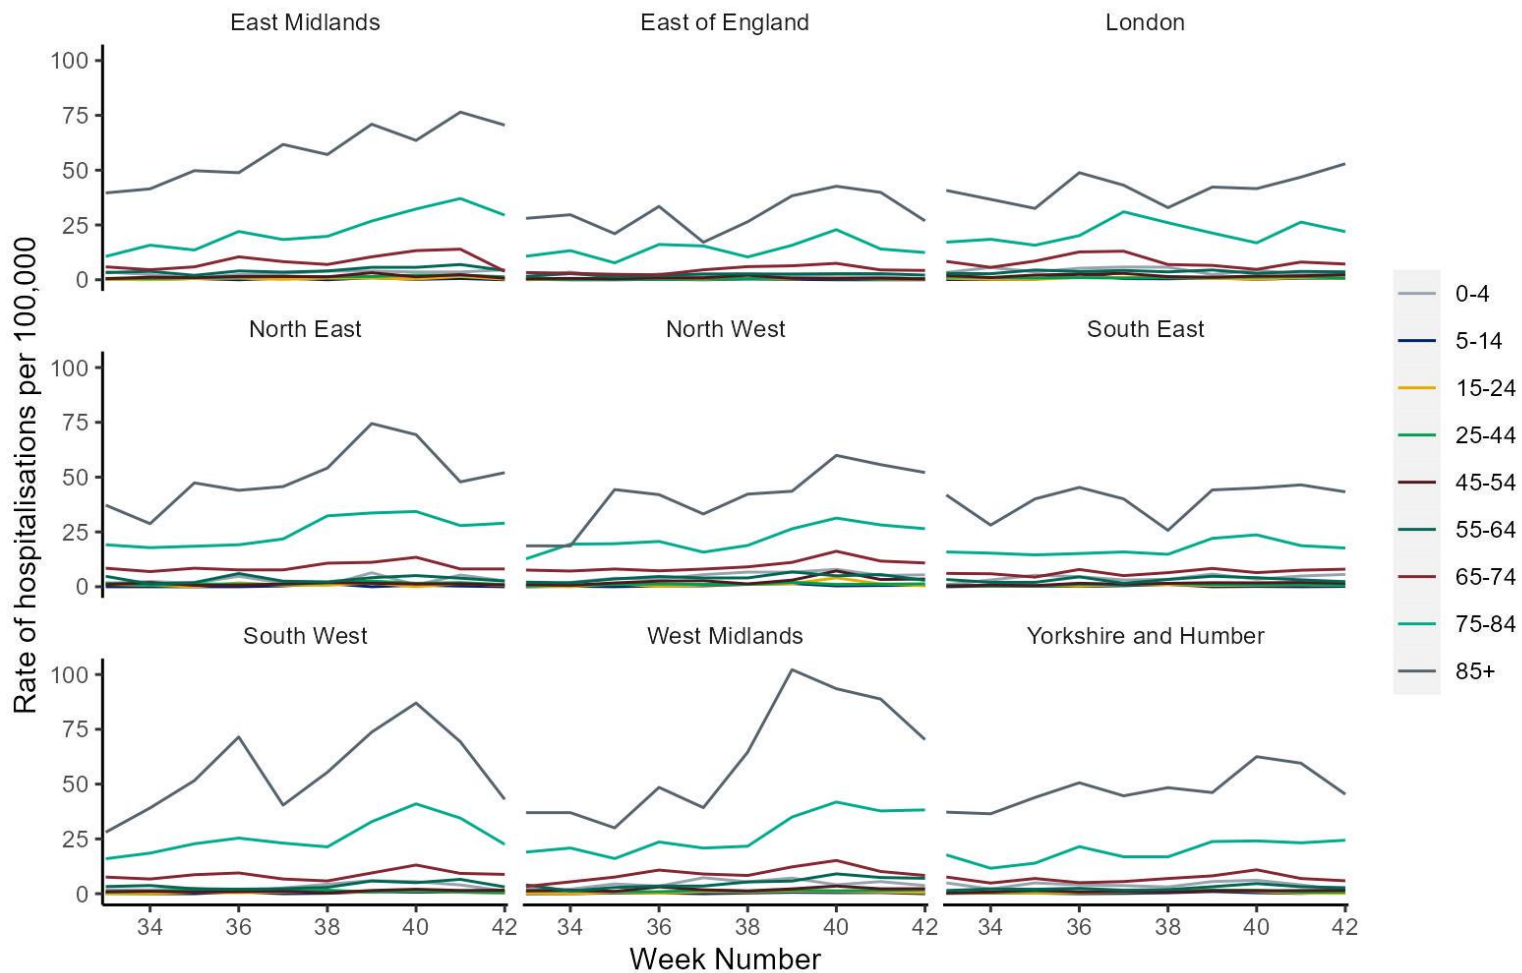 East Midlands
East of England
London
100
75
50
25
0
North East
North West
South East
100
75
50
25
0
South West
West Midlands
Yorkshire and Humber
100
75
50
25
0
34 36 38 40 42
34 36 38 40 42
34 36 38 40 42
Week Number
Rate of hospitalisations per 100,000
0-4
5-14
15-24
25-44
45-54
55-64
65-74
75-84
85+